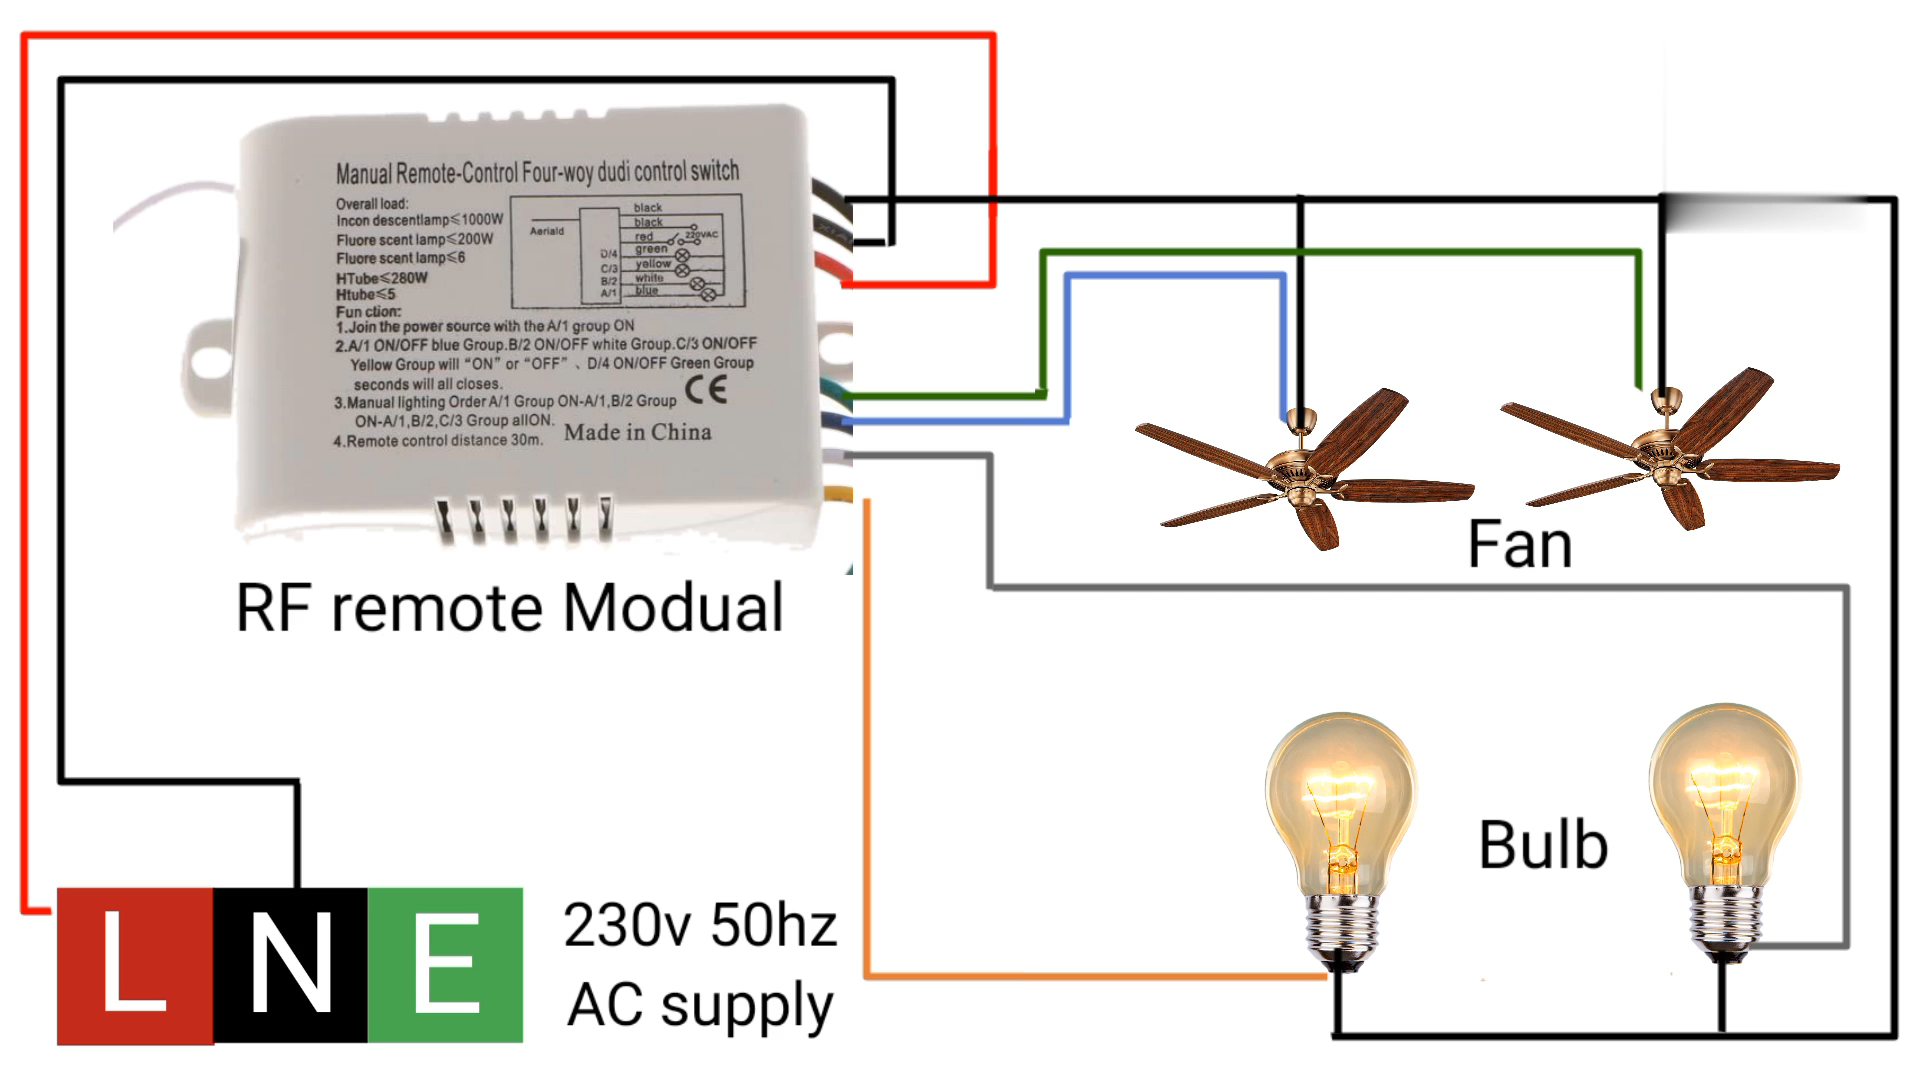 Manual Remote-Control Four-woy dudi control switch
Overall load:
Incon descentlamp≤1000W
Fluore scent lamp≤200W
Fluore scent lamp≤6
HTube≤280W
Htube≤5
Fun ction:
Aeriald
black
black
red
220VAC
D/4 green
C/3 yellow
B/2 white
A/1 blue
1.Join the power source with the A/1 group ON
2.A/1 ON/OFF blue Group.B/2 ON/OFF white Group.C/3 ON/OFF
Yellow Group will “ON” or “OFF” 、D/4 ON/OFF Green Group
seconds will all closes.
3.Manual lighting Order A/1 Group ON-A/1,B/2 Group
ON-A/1,B/2,C/3 Group allON.
4.Remote control distance 30m.
CE
Made in China
RF remote Modual
Fan
Bulb
L N E
230v 50hz
AC supply